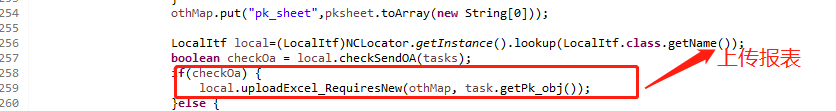 253 }
254 othMap.put("pk_sheet",pksheet.toArray(new String[0]));
255
256 LocalItf local=(LocalItf)NCLocator.getInstance().lookup(LocalItf.class.getName());
257 boolean checkOa = local.checkSendOA(tasks);
258 if(checkOa) {
259 local.uploadExcel_RequiresNew(othMap, task.getPk_obj());
260 }else {
上传报表